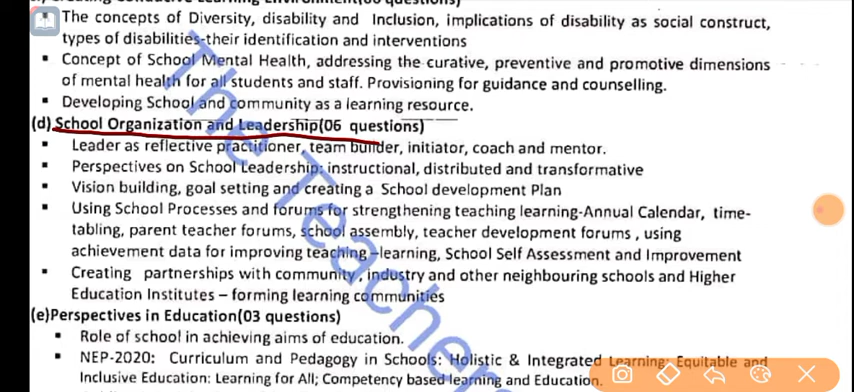 The concepts of Diversity, disability and Inclusion, implications of disability as social construct,
types of disabilities-their identification and interventions
▪ Concept of School Mental Health, addressing the curative, preventive and promotive dimensions
of mental health for all students and staff. Provisioning for guidance and counselling.
▪ Developing School and community as a learning resource.
(d) School Organization and Leadership(06 questions)
▪ Leader as reflective practitioner, team builder, initiator, coach and mentor.
▪ Perspectives on School Leadership: instructional, distributed and transformative
▪ Vision building, goal setting and creating a School development Plan
▪ Using School Processes and forums for strengthening teaching learning-Annual Calendar, time-
tabling, parent teacher forums, school assembly, teacher development forums , using
achievement data for improving teaching –learning, School Self Assessment and Improvement
▪ Creating partnerships with community , industry and other neighbouring schools and Higher
Education Institutes – forming learning communities
(e)Perspectives in Education(03 questions)
▪ Role of school in achieving aims of education.
▪ NEP-2020: Curriculum and Pedagogy in Schools: Holistic & Integrated Learning; Equitable and
Inclusive Education: Learning for All; Competency based learning and Education.
The Teachers